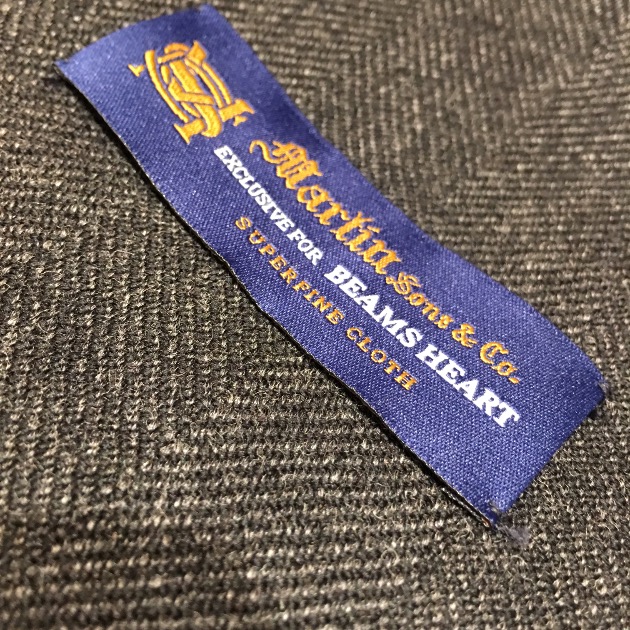 Martin Sons & Co.
EXCLUSIVE FOR BEAMS HEART
SUPERFINE CLOTH